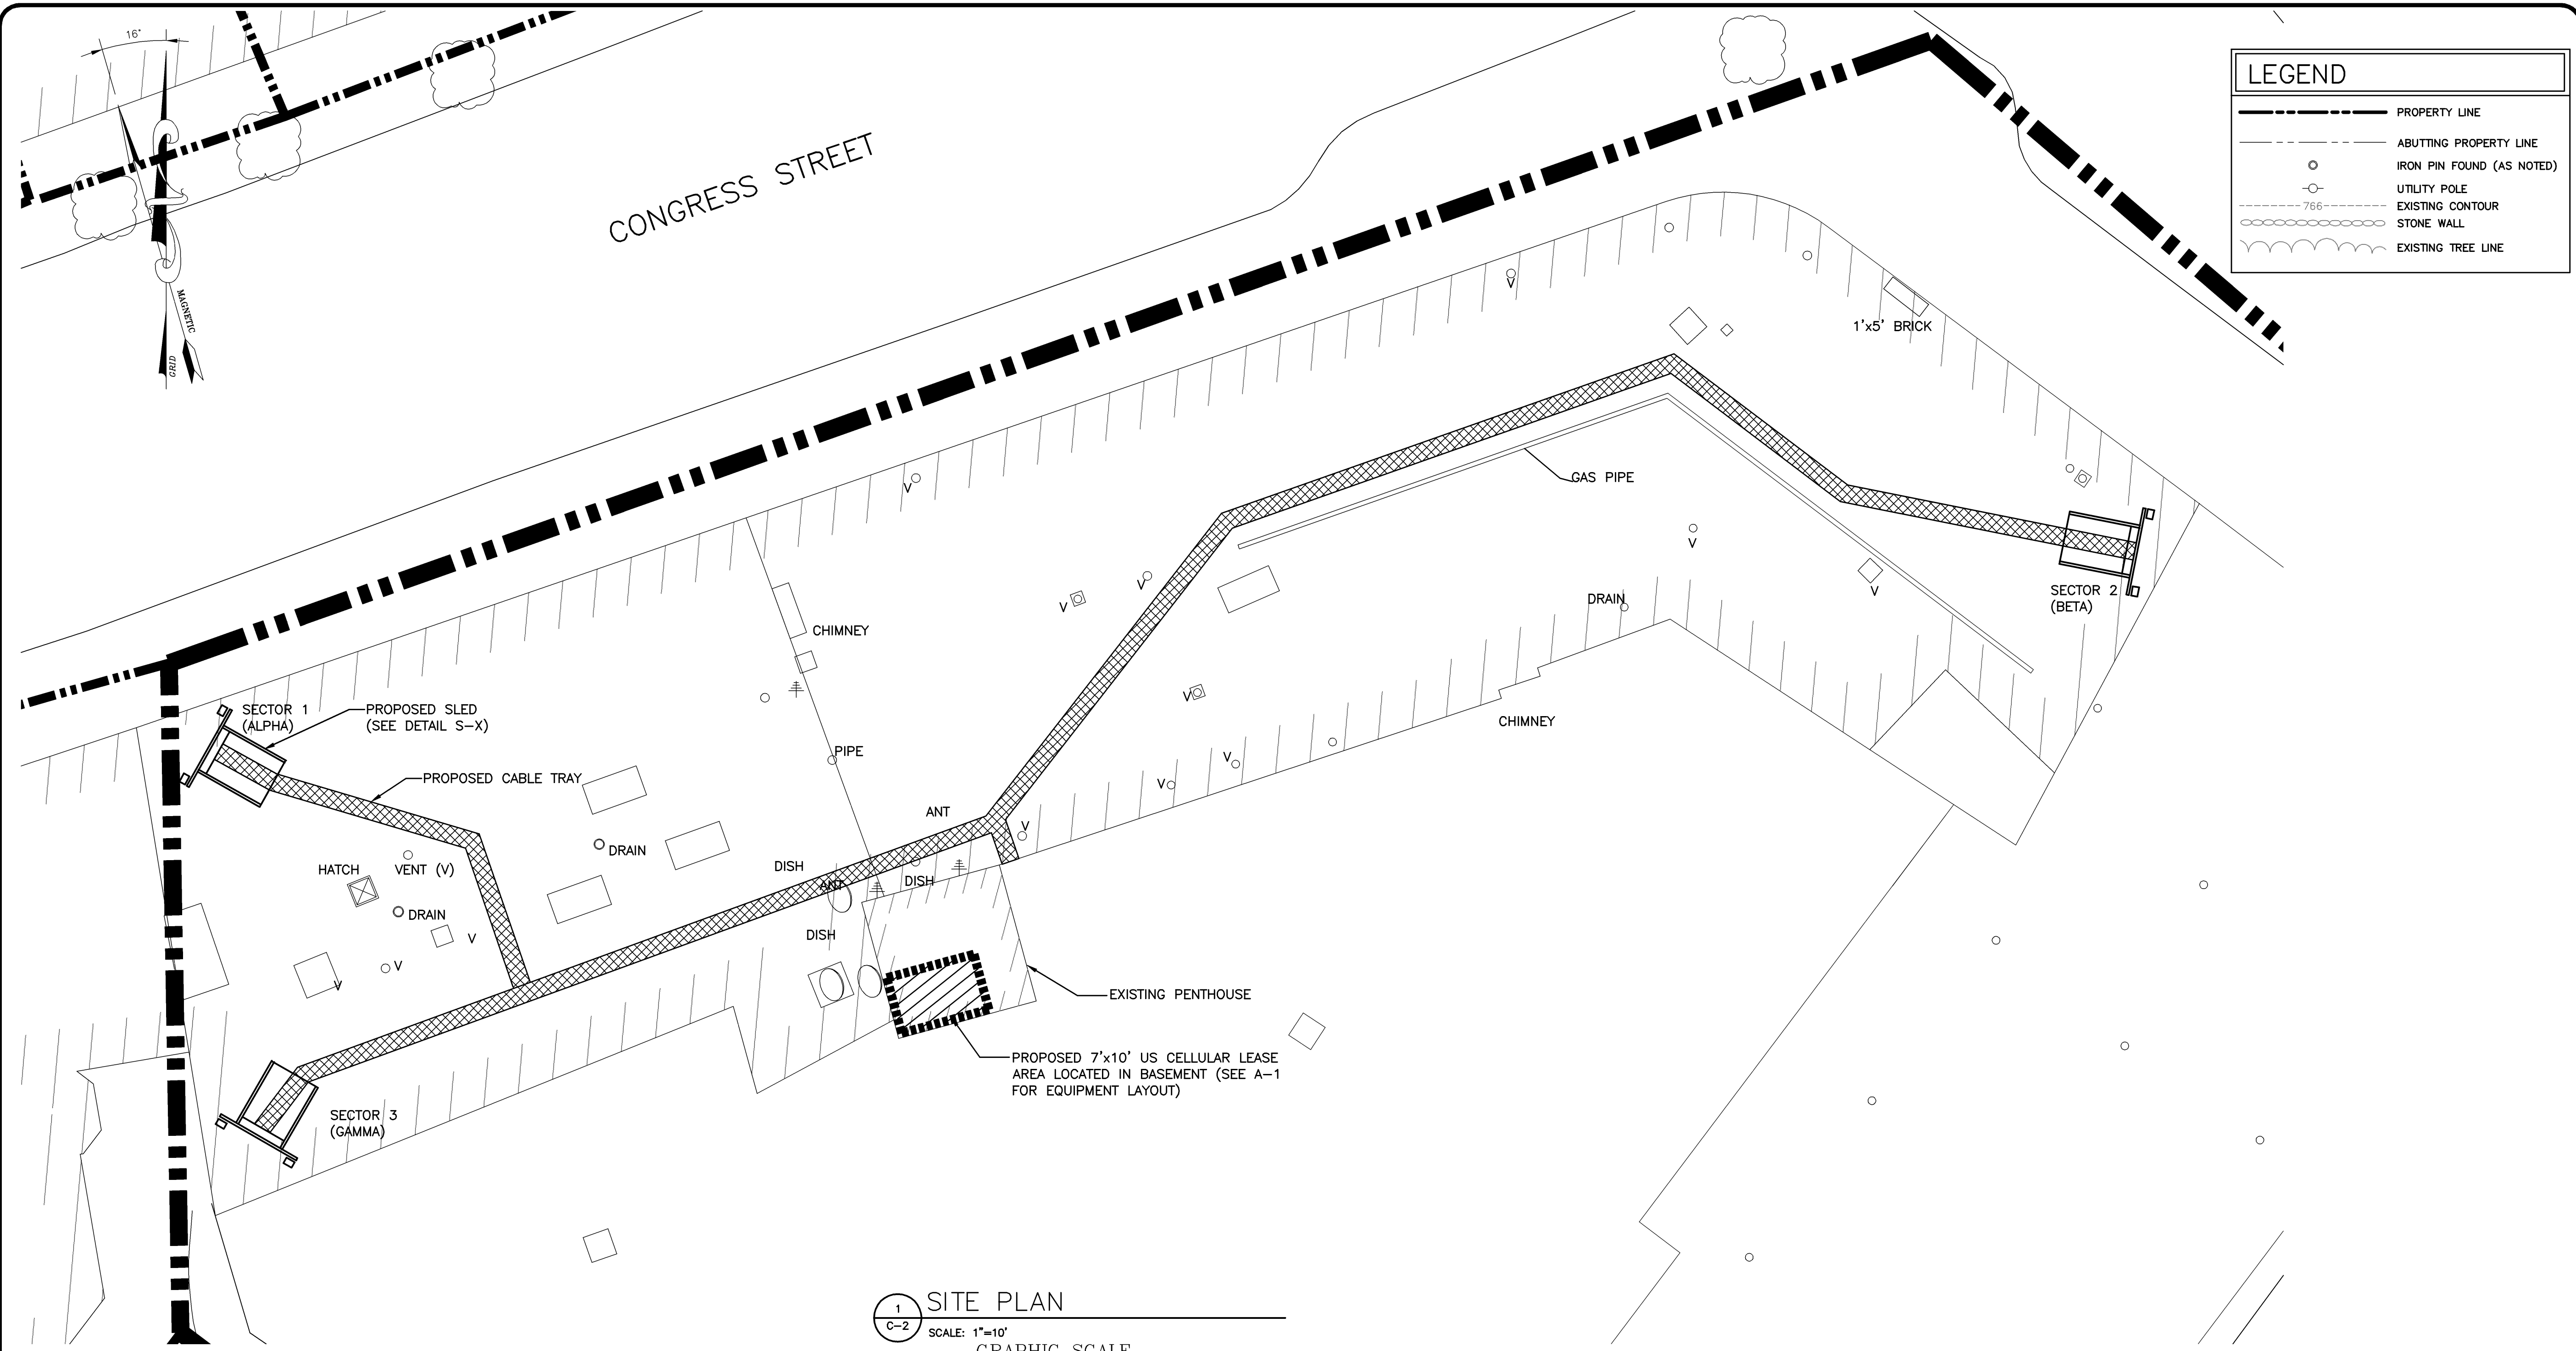 16°
MAGNETIC
GRID
CONGRESS STREET
LEGEND
PROPERTY LINE
ABUTTING PROPERTY LINE
IRON PIN FOUND (AS NOTED)
UTILITY POLE
766
EXISTING CONTOUR
STONE WALL
EXISTING TREE LINE
V
1'x5' BRICK
GAS PIPE
V
V
V
V
DRAIN
V
SECTOR 2
(BETA)
CHIMNEY
V
CHIMNEY
SECTOR 1
(ALPHA)
PROPOSED SLED
(SEE DETAIL S-X)
PIPE
V
V
PROPOSED CABLE TRAY
ANT
V
DRAIN
HATCH
VENT (V)
DISH
ANT
DISH
DRAIN
V
DISH
V
V
EXISTING PENTHOUSE
PROPOSED 7'x10' US CELLULAR LEASE
AREA LOCATED IN BASEMENT (SEE A-1
FOR EQUIPMENT LAYOUT)
SECTOR 3
(GAMMA)
1
C-2
SITE PLAN
SCALE: 1"=10'
GRAPHIC SCALE